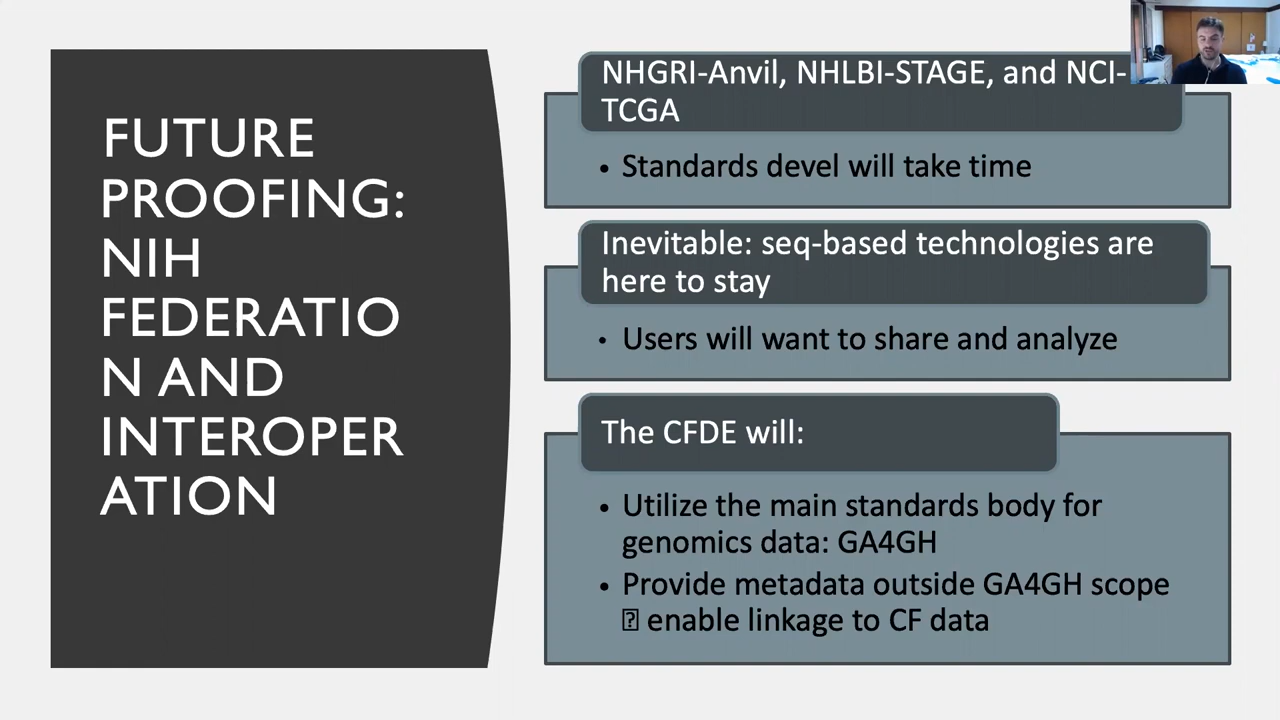 FUTURE
PROOFING:
NIH
FEDERATIO
N AND
INTEROPER
ATION
NHGRI-Anvil, NHLBI-STAGE, and NCI-
TCGA
• Standards devel will take time
Inevitable: seq-based technologies are
here to stay
• Users will want to share and analyze
The CFDE will:
• Utilize the main standards body for
genomics data: GA4GH
• Provide metadata outside GA4GH scope
⍰ enable linkage to CF data